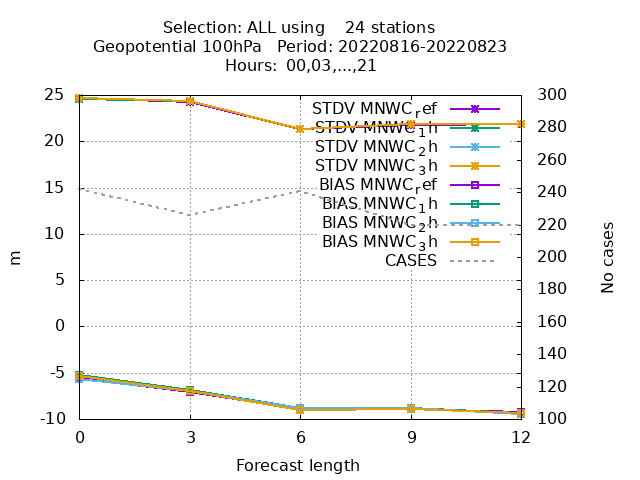 Selection: ALL using 24 stations
Geopotential 100hPa Period: 20220816-20220823
Hours: 00,03,...,21
25
20
15
10
5
0
-5
-10
m
300
280
260
240
220
200
180
160
140
120
100
No cases
STDV MNWC_ref
STDV MNWC_1h
STDV MNWC_2h
STDV MNWC_3h
BIAS MNWC_ref
BIAS MNWC_1h
BIAS MNWC_2h
BIAS MNWC_3h
CASES
0 3 6 9 12
Forecast length